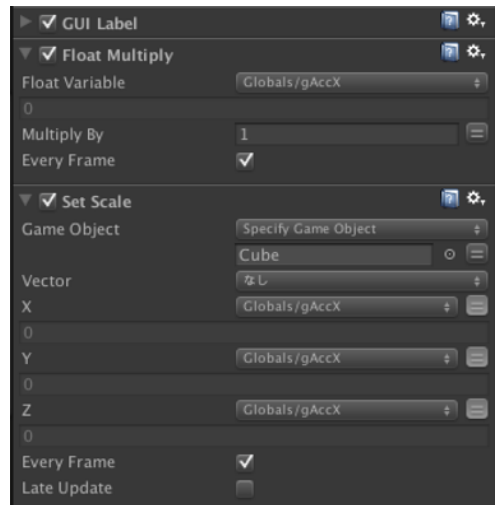 GUI Label
Float Multiply
Float Variable Globals/gAccX
0
Multiply By 1
Every Frame
Set Scale
Game Object Specify Game Object
Cube
Vector なし
X Globals/gAccX
0
Y Globals/gAccX
0
Z Globals/gAccX
0
Every Frame
Late Update